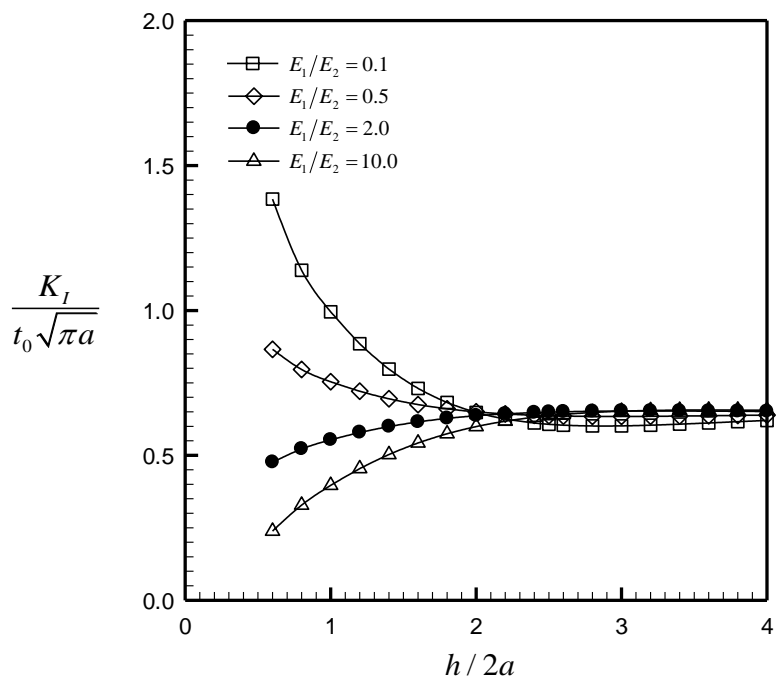 2.0
E₁/E₂ = 0.1
E₁/E₂ = 0.5
E₁/E₂ = 2.0
E₁/E₂ = 10.0
1.5
K_I
t₀√πa
1.0
0.5
0.0
0 1 2 3 4
h / 2a